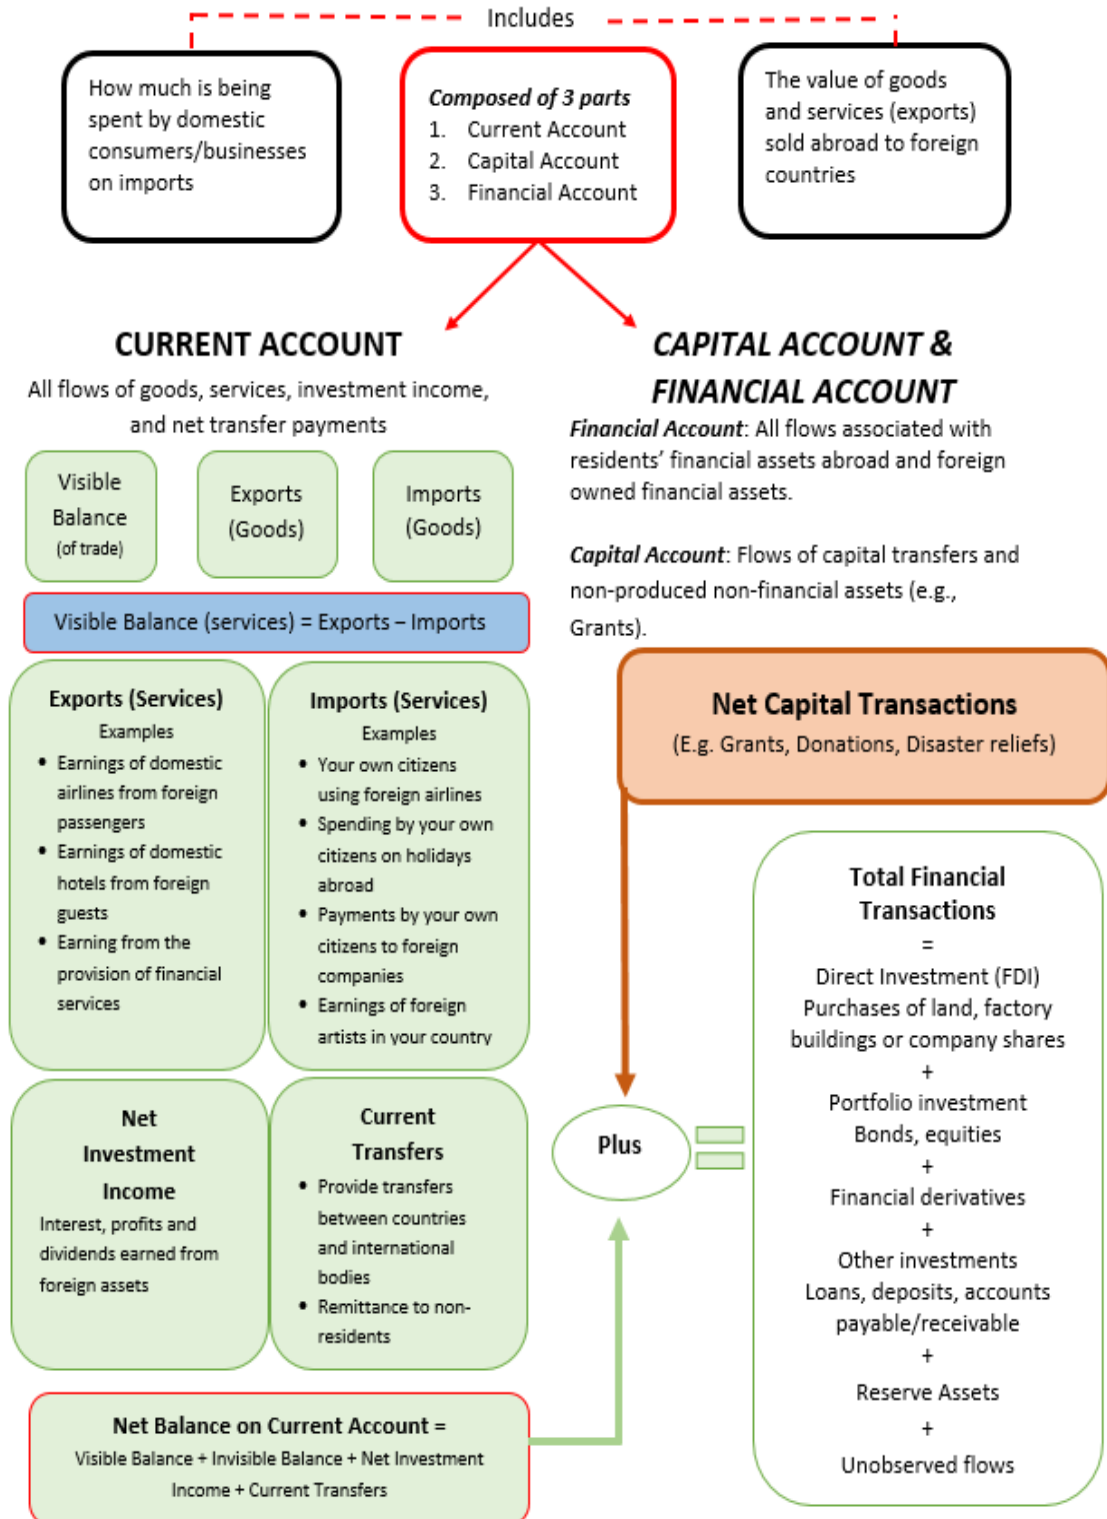 Includes
How much is being
spent by domestic
consumers/businesses
on imports
Composed of 3 parts
1. Current Account
2. Capital Account
3. Financial Account
The value of goods
and services (exports)
sold abroad to foreign
countries
CURRENT ACCOUNT
All flows of goods, services, investment income,
and net transfer payments
Visible
Balance
(of trade)
Exports
(Goods)
Imports
(Goods)
Visible Balance (services) = Exports – Imports
Exports (Services)
Examples
• Earnings of domestic
airlines from foreign
passengers
• Earnings of domestic
hotels from foreign
guests
• Earning from the
provision of financial
services
Imports (Services)
Examples
• Your own citizens
using foreign airlines
• Spending by your own
citizens on holidays
abroad
• Payments by your own
citizens to foreign
companies
• Earnings of foreign
artists in your country
Net
Investment
Income
Interest, profits and
dividends earned from
foreign assets
Current
Transfers
• Provide transfers
between countries
and international
bodies
• Remittance to non-
residents
Net Balance on Current Account =
Visible Balance + Invisible Balance + Net Investment
Income + Current Transfers
CAPITAL ACCOUNT &
FINANCIAL ACCOUNT
Financial Account: All flows associated with
residents’ financial assets abroad and foreign
owned financial assets.
Capital Account: Flows of capital transfers and
non-produced non-financial assets (e.g.,
Grants).
Net Capital Transactions
(E.g. Grants, Donations, Disaster reliefs)
Plus
Total Financial
Transactions
=
Direct Investment (FDI)
Purchases of land, factory
buildings or company shares
+
Portfolio investment
Bonds, equities
+
Financial derivatives
+
Other investments
Loans, deposits, accounts
payable/receivable
+
Reserve Assets
+
Unobserved flows